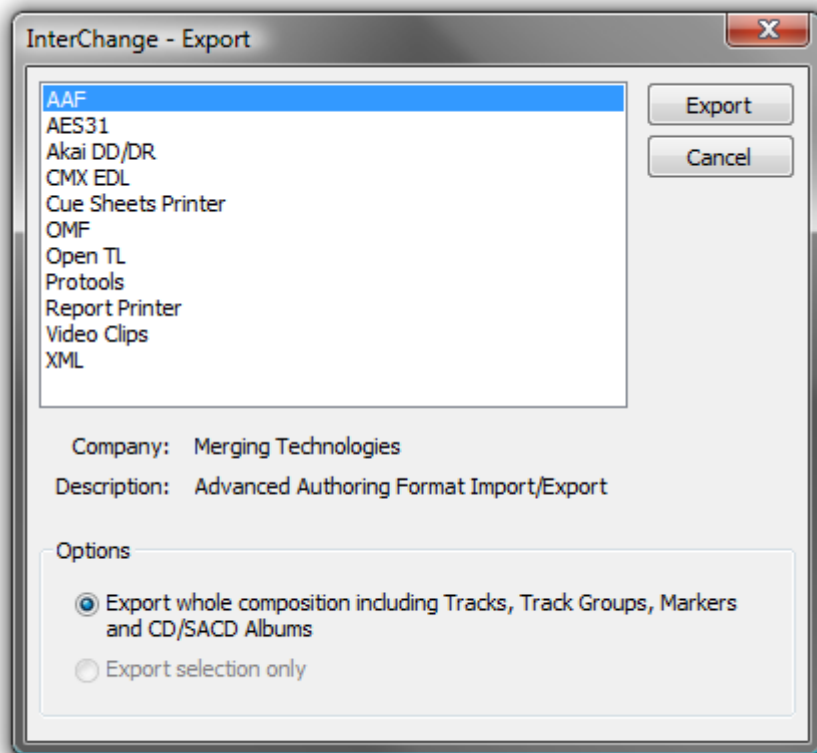 InterChange - Export
AAF
AES31
Akai DD/DR
CMX EDL
Cue Sheets Printer
OMF
Open TL
Protools
Report Printer
Video Clips
XML
Export
Cancel
Company: Merging Technologies
Description: Advanced Authoring Format Import/Export
Options
Export whole composition including Tracks, Track Groups, Markers
and CD/SACD Albums
Export selection only